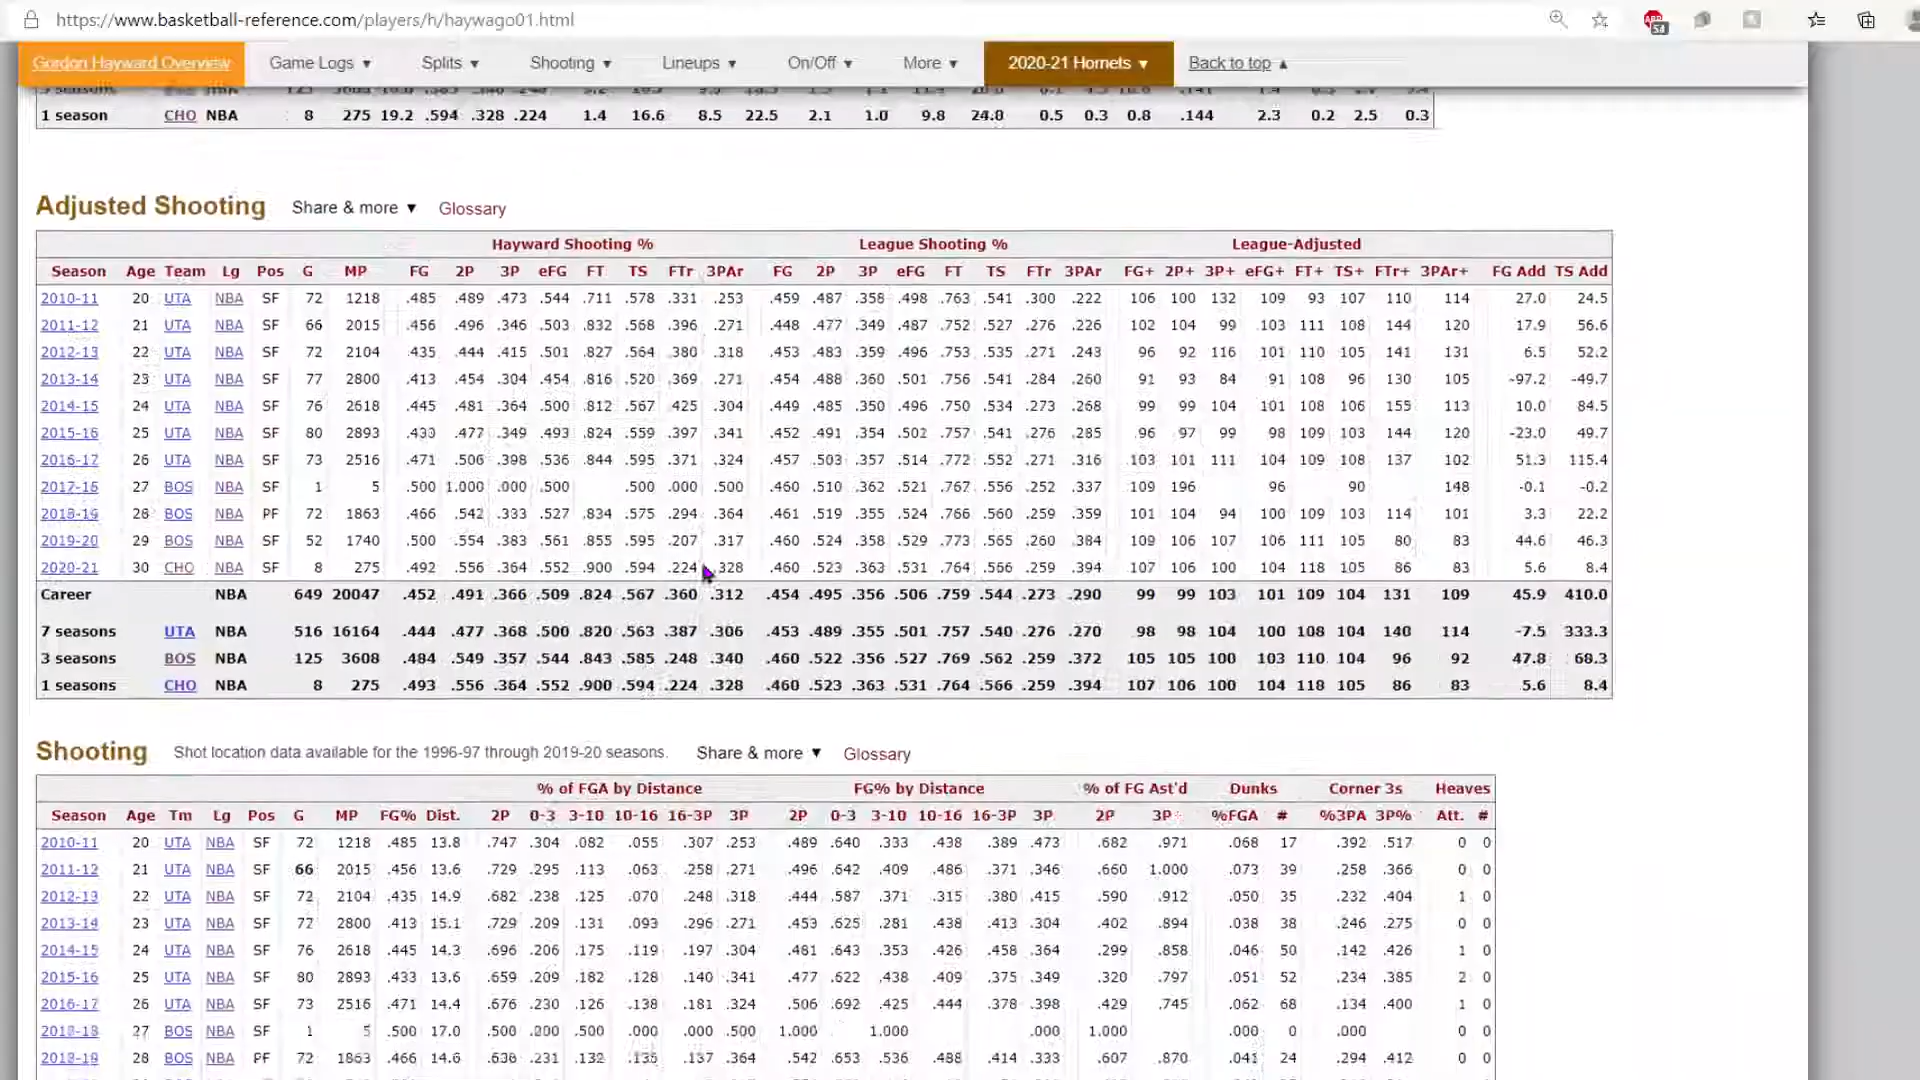 https://www.basketball-reference.com/players/h/haywago01.html
Gordon Hayward Overview Game Logs ▼ Splits ▼ Shooting ▼ Lineups ▼ On/Off ▼ More ▼ 2020-21 Hornets ▼ Back to top ▲
1 season CHO NBA 8 275 19.2 .594 .328 .224 1.4 16.6 8.5 22.5 2.1 1.0 9.8 24.0 0.5 0.3 0.8 .144 2.3 0.2 2.5 0.3
Adjusted Shooting Share & more ▼ Glossary
Hayward Shooting % League Shooting % League-Adjusted
Season Age Team Lg Pos G MP FG 2P 3P eFG FT TS FTr 3PAr FG 2P 3P eFG FT TS FTr 3PAr FG+ 2P+ 3P+ eFG+ FT+ TS+ FTr+ 3PAr+ FG Add TS Add
2010-11 20 UTA NBA SF 72 1218 .485 .489 .473 .544 .711 .578 .331 .253 .459 .487 .358 .498 .763 .541 .300 .222 106 100 132 109 93 107 110 114 27.0 24.5
2011-12 21 UTA NBA SF 66 2015 .456 .496 .346 .503 .832 .568 .396 .271 .448 .477 .349 .487 .752 .527 .276 .226 102 104 99 103 111 108 144 120 17.9 56.6
2012-13 22 UTA NBA SF 72 2104 .435 .444 .415 .501 .827 .564 .380 .318 .453 .483 .359 .496 .753 .535 .271 .243 96 92 116 101 110 105 141 131 6.5 52.2
2013-14 23 UTA NBA SF 77 2800 .413 .454 .304 .454 .816 .520 .369 .271 .454 .488 .360 .501 .756 .541 .284 .260 91 93 84 91 108 96 130 105 -97.2 -49.7
2014-15 24 UTA NBA SF 76 2618 .445 .481 .364 .500 .812 .567 .425 .304 .449 .485 .350 .496 .750 .534 .273 .268 99 99 104 101 108 106 155 113 10.0 84.5
2015-16 25 UTA NBA SF 80 2893 .433 .477 .349 .493 .824 .559 .397 .341 .452 .491 .354 .502 .757 .541 .276 .285 96 97 99 98 109 103 144 120 -23.0 49.7
2016-17 26 UTA NBA SF 73 2516 .471 .506 .398 .536 .844 .595 .371 .324 .457 .503 .357 .514 .772 .552 .271 .316 103 101 111 104 109 108 137 102 51.3 115.4
2017-18 27 BOS NBA SF 1 5 .500 1.000 .000 .500 .500 .000 .500 .460 .510 .362 .521 .767 .556 .252 .337 109 196 96 90 148 -0.1 -0.2
2018-19 28 BOS NBA PF 72 1863 .466 .542 .333 .527 .834 .575 .294 .364 .461 .519 .355 .524 .766 .560 .259 .359 101 104 94 100 109 103 114 101 3.3 22.2
2019-20 29 BOS NBA SF 52 1740 .500 .554 .383 .561 .855 .595 .207 .317 .460 .524 .358 .529 .773 .565 .260 .384 109 106 107 106 111 105 80 83 44.6 46.3
2020-21 30 CHO NBA SF 8 275 .492 .556 .364 .552 .900 .594 .224 .328 .460 .523 .363 .531 .764 .566 .259 .394 107 106 100 104 118 105 86 83 5.6 8.4
Career NBA 649 20047 .452 .491 .366 .509 .824 .567 .360 .312 .454 .495 .356 .506 .759 .544 .273 .290 99 99 103 101 109 104 131 109 45.9 410.0
7 seasons UTA NBA 516 16164 .444 .477 .368 .500 .820 .563 .387 .306 .453 .489 .355 .501 .757 .540 .276 .270 98 98 104 100 108 104 140 114 -7.5 333.3
3 seasons BOS NBA 125 3608 .484 .549 .357 .544 .843 .585 .248 .340 .460 .522 .356 .527 .769 .562 .259 .372 105 105 100 103 110 104 96 92 47.8 68.3
1 seasons CHO NBA 8 275 .493 .556 .364 .552 .900 .594 .224 .328 .460 .523 .363 .531 .764 .566 .259 .394 107 106 100 104 118 105 86 83 5.6 8.4
Shooting Shot location data available for the 1996-97 through 2019-20 seasons. Share & more ▼ Glossary
% of FGA by Distance FG% by Distance % of FG Ast'd Dunks Corner 3s Heaves
Season Age Tm Lg Pos G MP FG% Dist. 2P 0-3 3-10 10-16 16-3P 3P 2P 0-3 3-10 10-16 16-3P 3P 2P 3P %FGA # %3PA 3P% Att. #
2010-11 20 UTA NBA SF 72 1218 .485 13.8 .747 .304 .082 .055 .307 .253 .489 .640 .333 .438 .389 .473 .682 .971 .068 17 .392 .517 0 0
2011-12 21 UTA NBA SF 66 2015 .456 13.6 .729 .295 .113 .063 .258 .271 .496 .642 .409 .486 .371 .346 .660 1.000 .073 39 .258 .366 0 0
2012-13 22 UTA NBA SF 72 2104 .435 14.9 .682 .238 .125 .070 .248 .318 .444 .587 .371 .315 .380 .415 .590 .912 .050 35 .232 .404 1 0
2013-14 23 UTA NBA SF 77 2800 .413 15.1 .729 .209 .131 .093 .296 .271 .453 .625 .281 .438 .413 .304 .402 .894 .038 38 .246 .275 0 0
2014-15 24 UTA NBA SF 76 2618 .445 14.3 .696 .206 .175 .119 .197 .304 .481 .643 .353 .426 .458 .364 .299 .858 .046 50 .142 .426 1 0
2015-16 25 UTA NBA SF 80 2893 .433 13.6 .659 .209 .182 .128 .140 .341 .477 .622 .438 .409 .375 .349 .320 .797 .051 52 .234 .385 2 0
2016-17 26 UTA NBA SF 73 2516 .471 14.4 .676 .230 .126 .138 .181 .324 .506 .692 .425 .444 .378 .398 .429 .745 .062 68 .134 .400 1 0
27 BOS NBA SF 1 5 .500 17.0 .500 .000 .500 .000 .000 .500 1.000 1.000 .000 1.000 .000 0 .000 0 0
2018-19 28 BOS NBA PF 72 1863 .466 14.6 .636 .231 .132 .135 .137 .364 .542 .653 .536 .488 .414 .333 .607 .870 .041 24 .294 .412 0 0